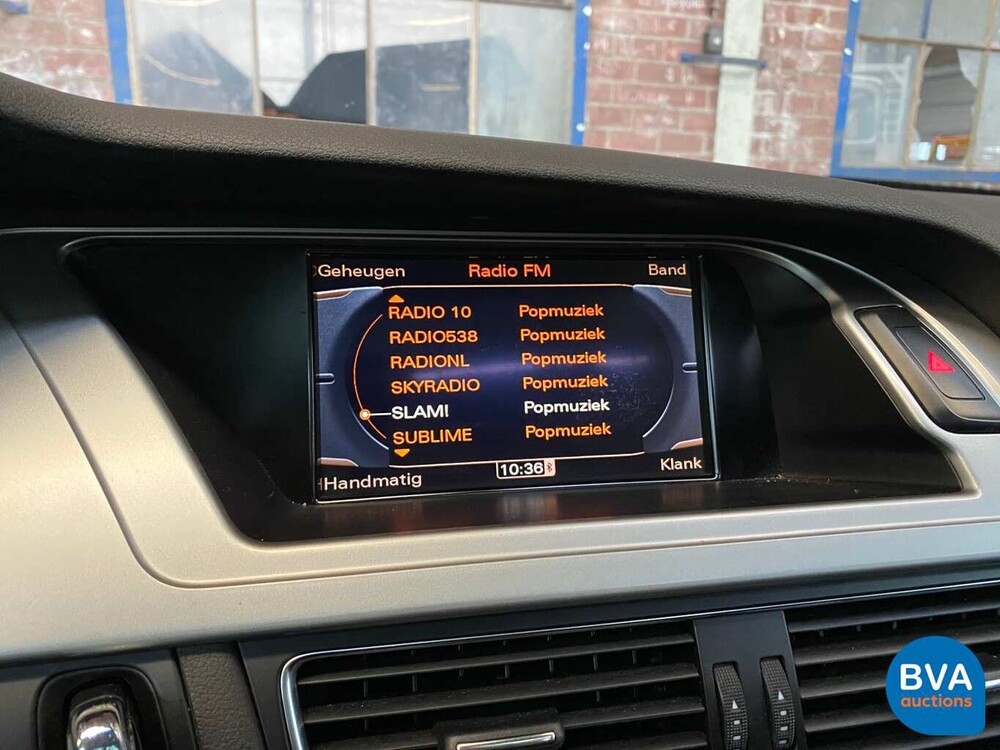 Geheugen Radio FM Band
RADIO 10 Popmuziek
RADIO538 Popmuziek
RADIONL Popmuziek
SKYRADIO Popmuziek
SLAM! Popmuziek
SUBLIME Popmuziek
Handmatig 10:36 Klank
BVA
auctions